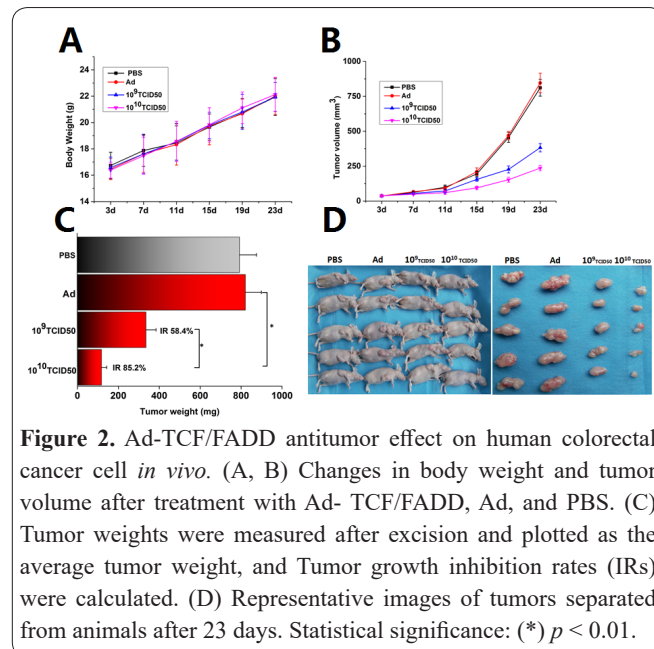 A
PBS
Ad
10⁹TCID50
10¹⁰TCID50
Body Weight (g)
22
20
18
16
14
3d 7d 11d 15d 19d 23d
B
PBS
Ad
10⁹TCID50
10¹⁰TCID50
Tumor volume (mm³)
1000
750
500
250
0
3d 7d 11d 15d 19d 23d
C
PBS
Ad
10⁹TCID50
10¹⁰TCID50
IR 58.4%
IR 85.2%
*
*
0 200 400 600 800 1000
Tumor weight (mg)
D
PBS Ad 10⁹TCID50 10¹⁰TCID50
PBS Ad 10⁹TCID50 10¹⁰TCID50
Figure 2. Ad-TCF/FADD antitumor effect on human colorectal
cancer cell in vivo. (A, B) Changes in body weight and tumor
volume after treatment with Ad- TCF/FADD, Ad, and PBS. (C)
Tumor weights were measured after excision and plotted as the
average tumor weight, and Tumor growth inhibition rates (IRs)
were calculated. (D) Representative images of tumors separated
from animals after 23 days. Statistical significance: (*) p < 0.01.